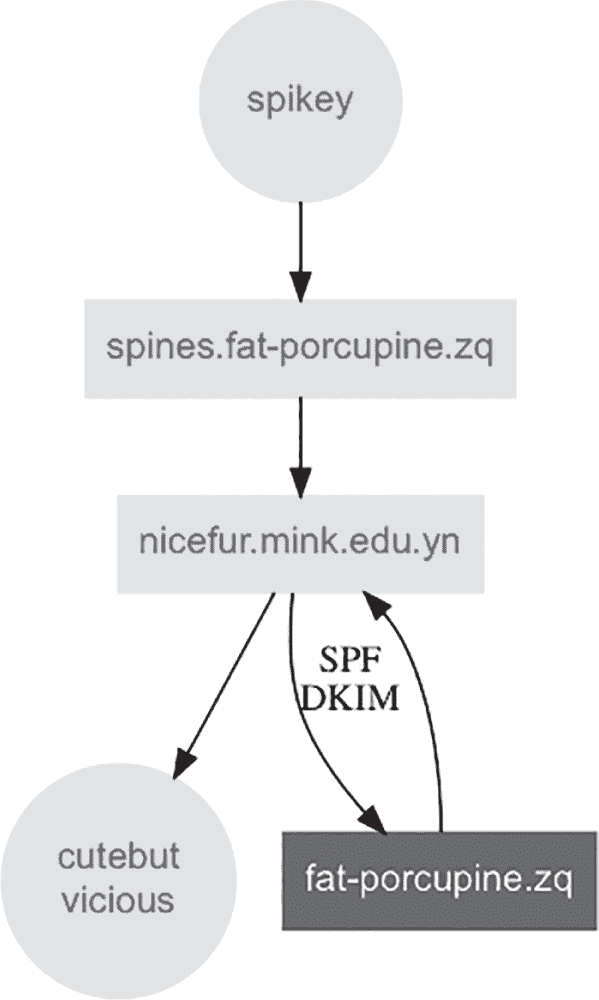 spikey
spines.fat-porcupine.zq
nicefur.mink.edu.yn
SPF
DKIM
cutebut
vicious
fat-porcupine.zq